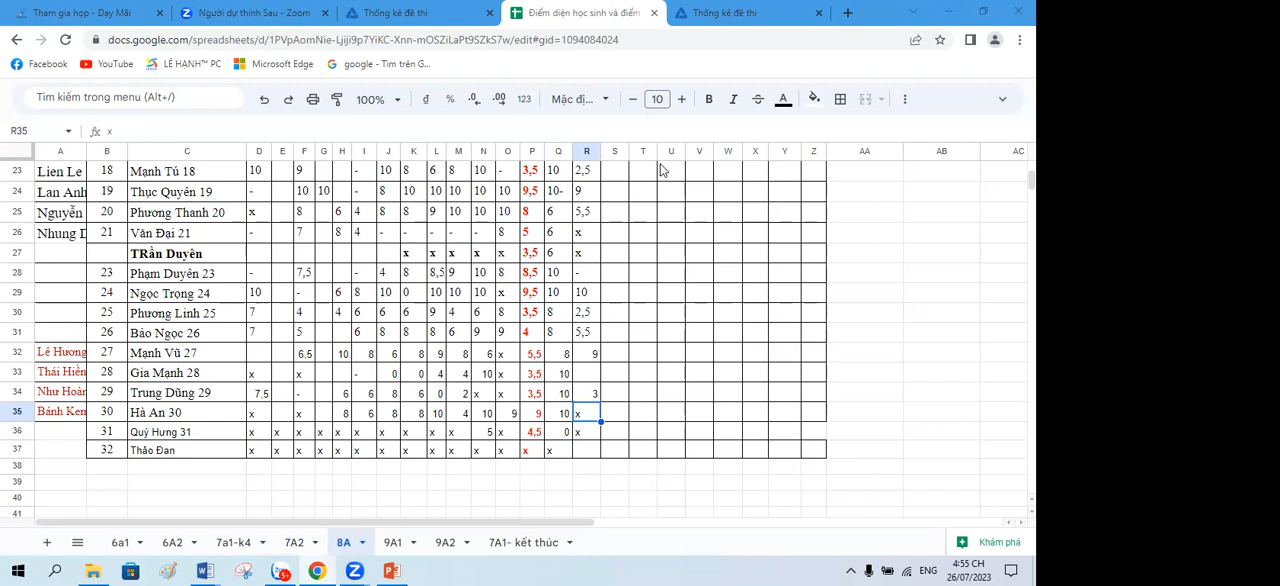 Tham gia họp - Dạy Mãi
Người dự thính Sau - Zoom
Thống kê đề thi
Điểm diện học sinh và điểm
Thống kê đề thi
docs.google.com/spreadsheets/d/1PVpAomNie-Ljiji9p7YiKC-Xnn-mOSZiLaPt9SZkS7w/edit#gid=1094084024
Facebook YouTube LÊ HẠNH™ PC Microsoft Edge google - Tìm trên G...
Tìm kiếm trong menu (Alt+/) 100% đ % .0 .00 123 Mặc đị... 10 B I S A
R35 fx x
A B C D E F G H I J K L M N O P Q R S T U V W X Y Z AA AB AC
23 Lien Le 18 Mạnh Tú 18 10 9 - 10 8 6 8 10 - 3,5 10 2,5
24 Lan Anh 19 Thục Quyên 19 - 10 10 - 8 10 10 10 10 10 9,5 10- 9
25 Nguyễn 20 Phương Thanh 20 x 8 6 4 8 8 9 10 10 10 8 6 5,5
26 Nhung D 21 Văn Đại 21 - 7 8 4 - - - - - 8 5 6 x
27 TRần Duyên x x x x x 3,5 6 x
28 23 Phạm Duyên 23 - 7,5 - 4 8 8,5 9 10 8 8,5 10 -
29 24 Ngọc Trọng 24 10 - 6 8 10 0 10 10 10 x 9,5 10 10
30 25 Phương Linh 25 7 4 4 6 6 6 9 4 6 8 3,5 8 2,5
31 26 Bảo Ngọc 26 7 5 6 8 8 8 6 9 9 4 8 5,5
32 Lê Hương 27 Mạnh Vũ 27 6,5 10 8 6 8 9 8 6 x 5,5 8 9
33 Thái Hiền 28 Gia Mạnh 28 x x - 0 0 4 4 10 x 3,5 10
34 Như Hoàn 29 Trung Dũng 29 7,5 - 6 6 8 6 0 2 x x 3,5 10 3
35 Bánh Kem 30 Hà An 30 x x 8 6 8 8 10 4 10 9 9 10 x
36 31 Quý Hưng 31 x x x x x x x x x 5 x 4,5 0 x
37 32 Thảo Đan x x x x x x x x x x x x x
38
39
40
41
6a1 6A2 7a1-k4 7A2 8A 9A1 9A2 7A1- kết thúc Khám phá
5+ ENG 4:55 CH
26/07/2023